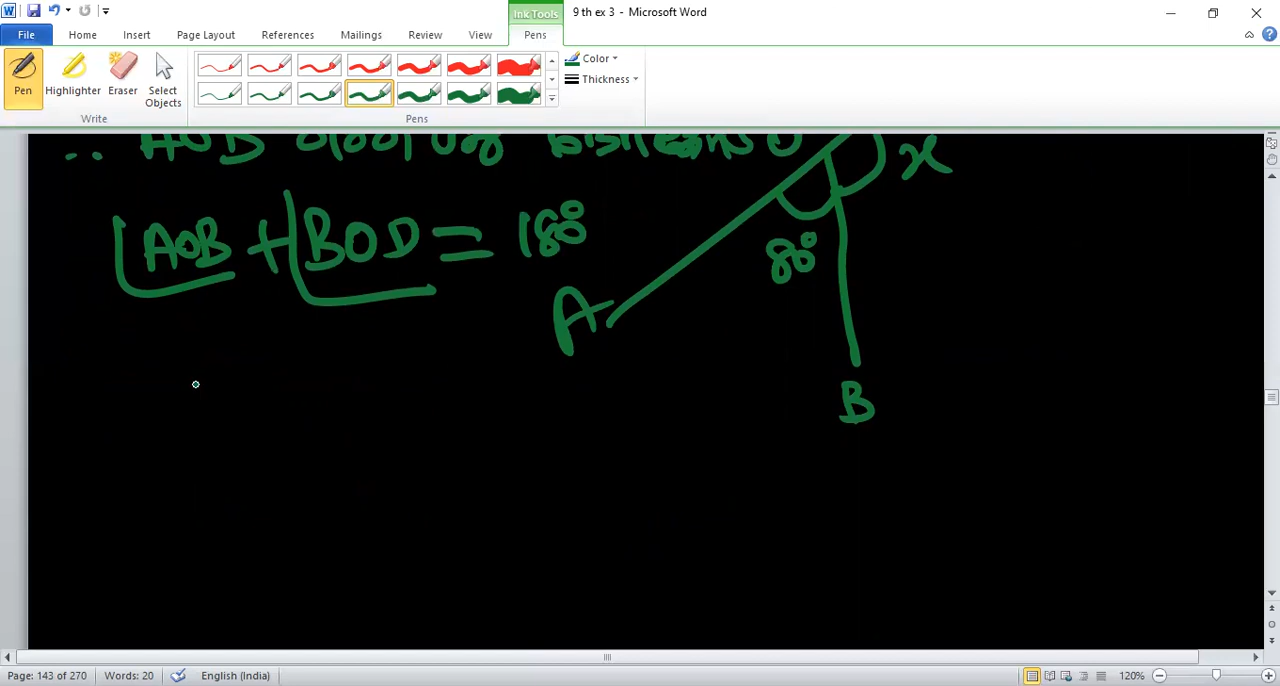 Ink Tools
9 th ex 3 - Microsoft Word
File Home Insert Page Layout References Mailings Review View Pens
Pen Highlighter Eraser Select Objects
Color
Thickness
Write
Pens
∴ AOB
x
∠AOB + ∠BOD = 180°
80°
A
B
Page: 143 of 270 Words: 20 English (India) 120%